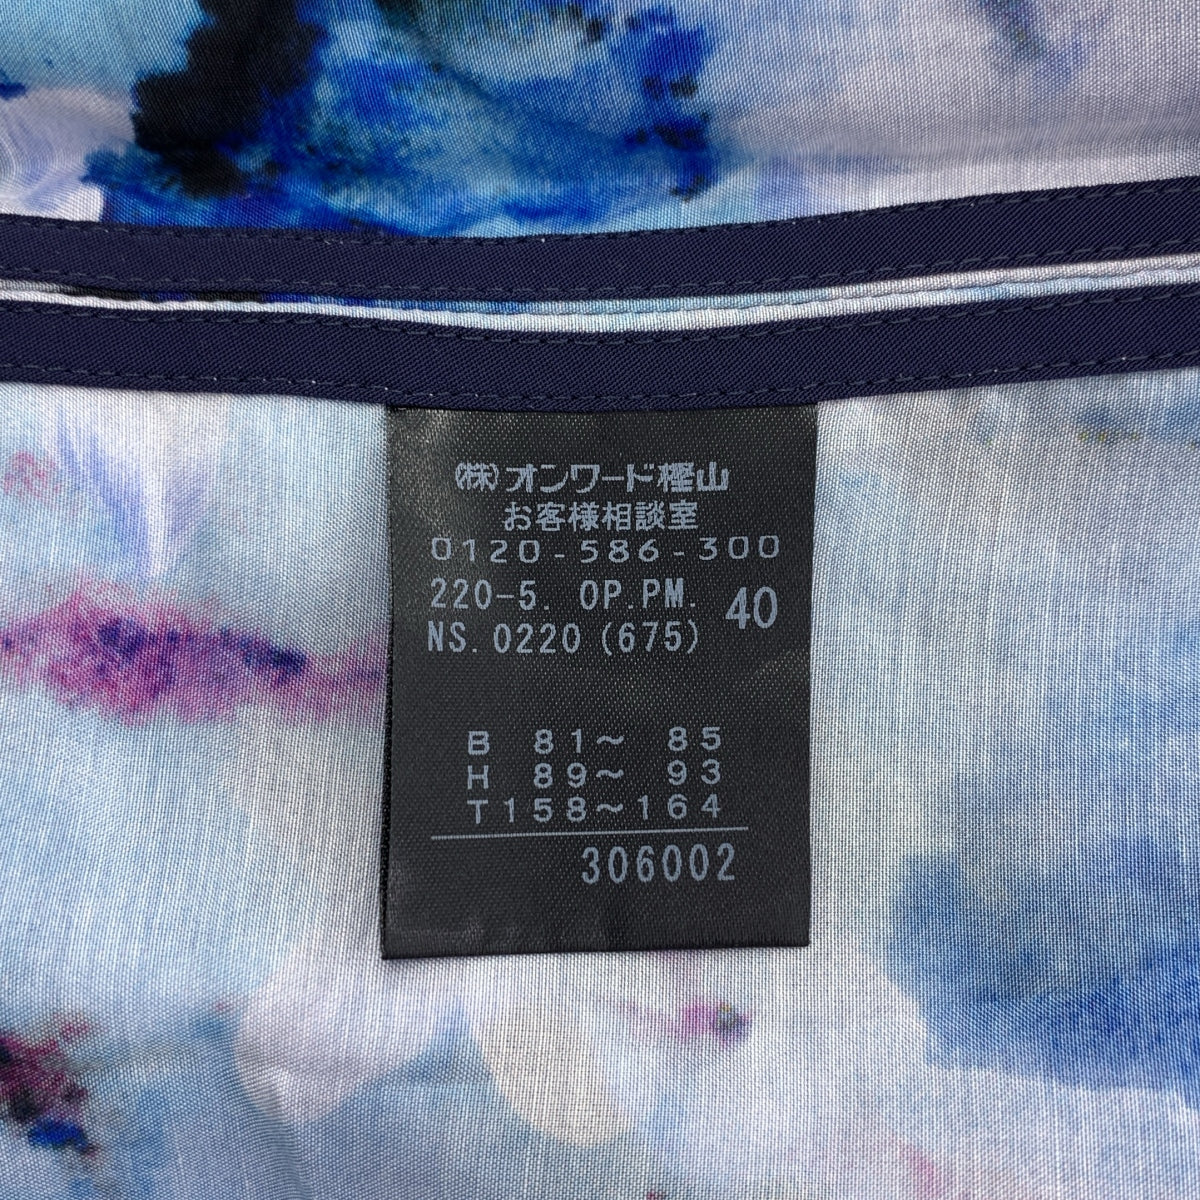 (株)オンワード樫山
お客様相談室
0120-586-300
220-5. OP.PM. 40
NS.0220(675)
B 81～ 85
H 89～ 93
T158～164
306002